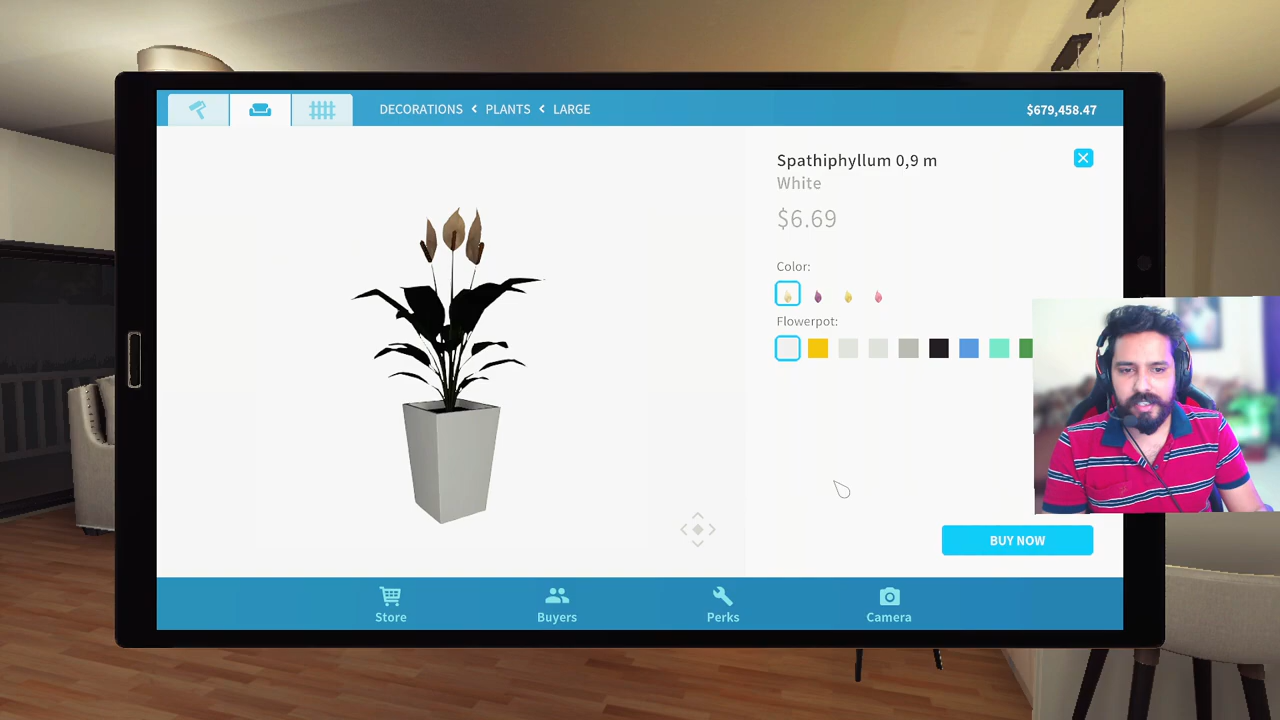 DECORATIONS < PLANTS < LARGE
$679,458.47
Spathiphyllum 0,9 m
White
$6.69
Color:
Flowerpot:
BUY NOW
Store
Buyers
Perks
Camera